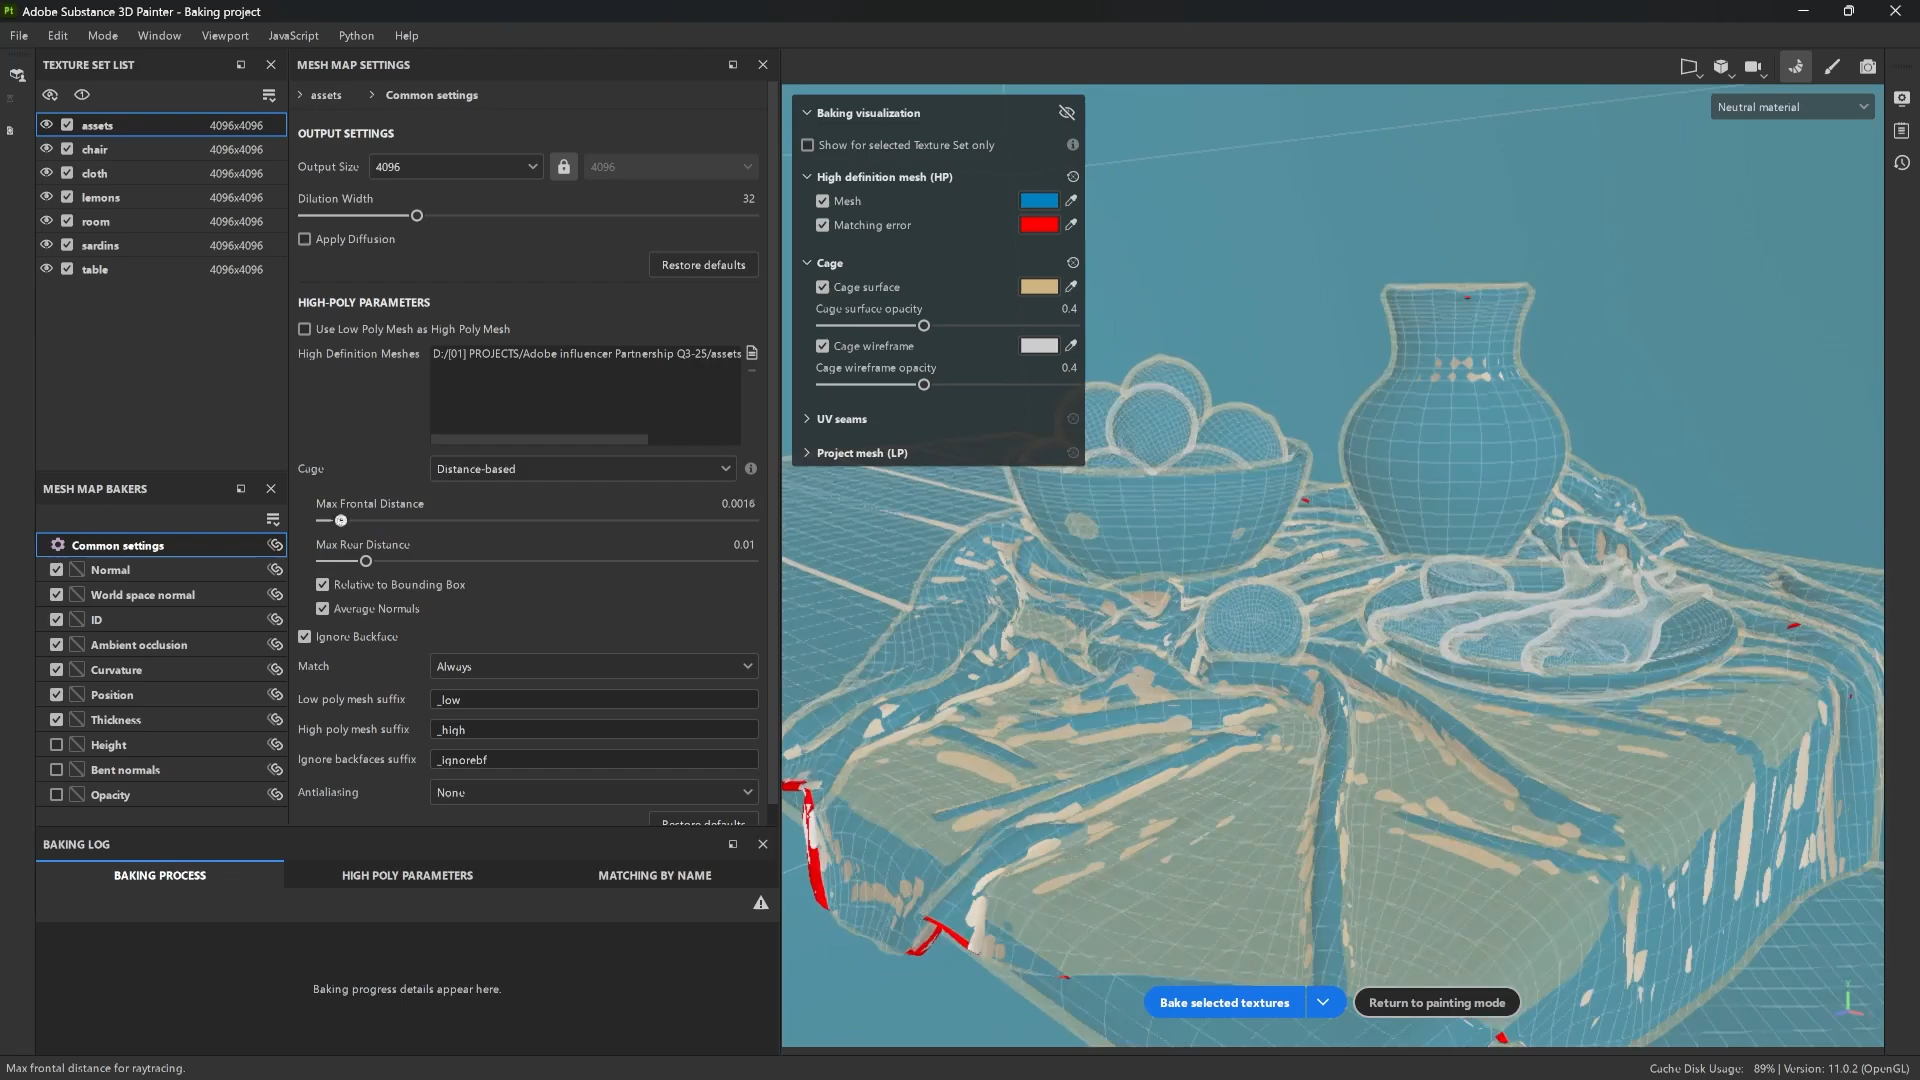 Pt Adobe Substance 3D Painter - Baking project
File Edit Mode Window Viewport JavaScript Python Help
TEXTURE SET LIST
assets 4096x4096
chair 4096x4096
cloth 4096x4096
lemons 4096x4096
room 4096x4096
sardins 4096x4096
table 4096x4096
MESH MAP BAKERS
Common settings
Normal
World space normal
ID
Ambient occlusion
Curvature
Position
Thickness
Height
Bent normals
Opacity
MESH MAP SETTINGS
assets Common settings
OUTPUT SETTINGS
Output Size 4096 4096
Dilation Width 32
Apply Diffusion
Restore defaults
HIGH-POLY PARAMETERS
Use Low Poly Mesh as High Poly Mesh
High Definition Meshes D:/[01] PROJECTS/Adobe influencer Partnership Q3-25/assets
Cage Distance-based
Max Frontal Distance 0.0016
Max Rear Distance 0.01
Relative to Bounding Box
Average Normals
Ignore Backface
Match Always
Low poly mesh suffix _low
High poly mesh suffix _high
Ignore backfaces suffix _ignorebf
Antialiasing None
Restore defaults
BAKING LOG
BAKING PROCESS HIGH POLY PARAMETERS MATCHING BY NAME
Baking progress details appear here.
Baking visualization
Show for selected Texture Set only
High definition mesh (HP)
Mesh
Matching error
Cage
Cage surface
Cage surface opacity 0.4
Cage wireframe
Cage wireframe opacity 0.4
UV seams
Project mesh (LP)
Neutral material
Bake selected textures
Return to painting mode
Max frontal distance for raytracing.
Cache Disk Usage: 89% | Version: 11.0.2 (OpenGL)